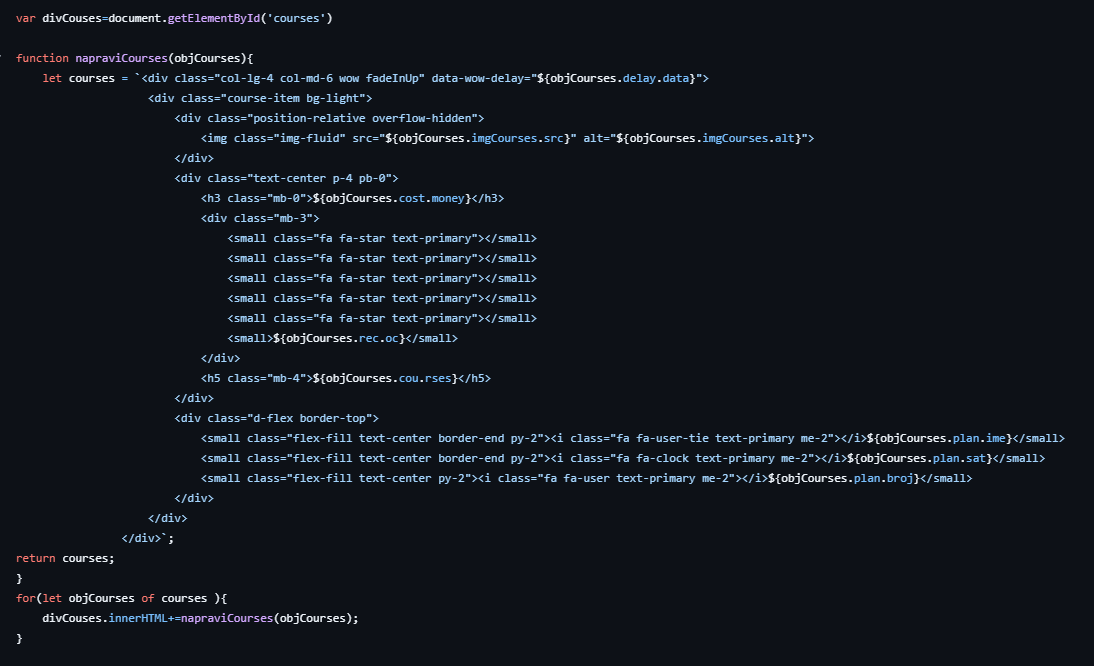 var divCouses=document.getElementById('courses')
function napraviCourses(objCourses){
let courses = `<div class="col-lg-4 col-md-6 wow fadeInUp" data-wow-delay="${objCourses.delay.data}">
<div class="course-item bg-light">
<div class="position-relative overflow-hidden">
<img class="img-fluid" src="${objCourses.imgCourses.src}" alt="${objCourses.imgCourses.alt}">
</div>
<div class="text-center p-4 pb-0">
<h3 class="mb-0">${objCourses.cost.money}</h3>
<div class="mb-3">
<small class="fa fa-star text-primary"></small>
<small class="fa fa-star text-primary"></small>
<small class="fa fa-star text-primary"></small>
<small class="fa fa-star text-primary"></small>
<small class="fa fa-star text-primary"></small>
<small>${objCourses.rec.oc}</small>
</div>
<h5 class="mb-4">${objCourses.cou.rses}</h5>
</div>
<div class="d-flex border-top">
<small class="flex-fill text-center border-end py-2"><i class="fa fa-user-tie text-primary me-2"></i>${objCourses.plan.ime}</small>
<small class="flex-fill text-center border-end py-2"><i class="fa fa-clock text-primary me-2"></i>${objCourses.plan.sat}</small>
<small class="flex-fill text-center py-2"><i class="fa fa-user text-primary me-2"></i>${objCourses.plan.broj}</small>
</div>
</div>
</div>`;
return courses;
}
for(let objCourses of courses ){
divCouses.innerHTML+=napraviCourses(objCourses);
}